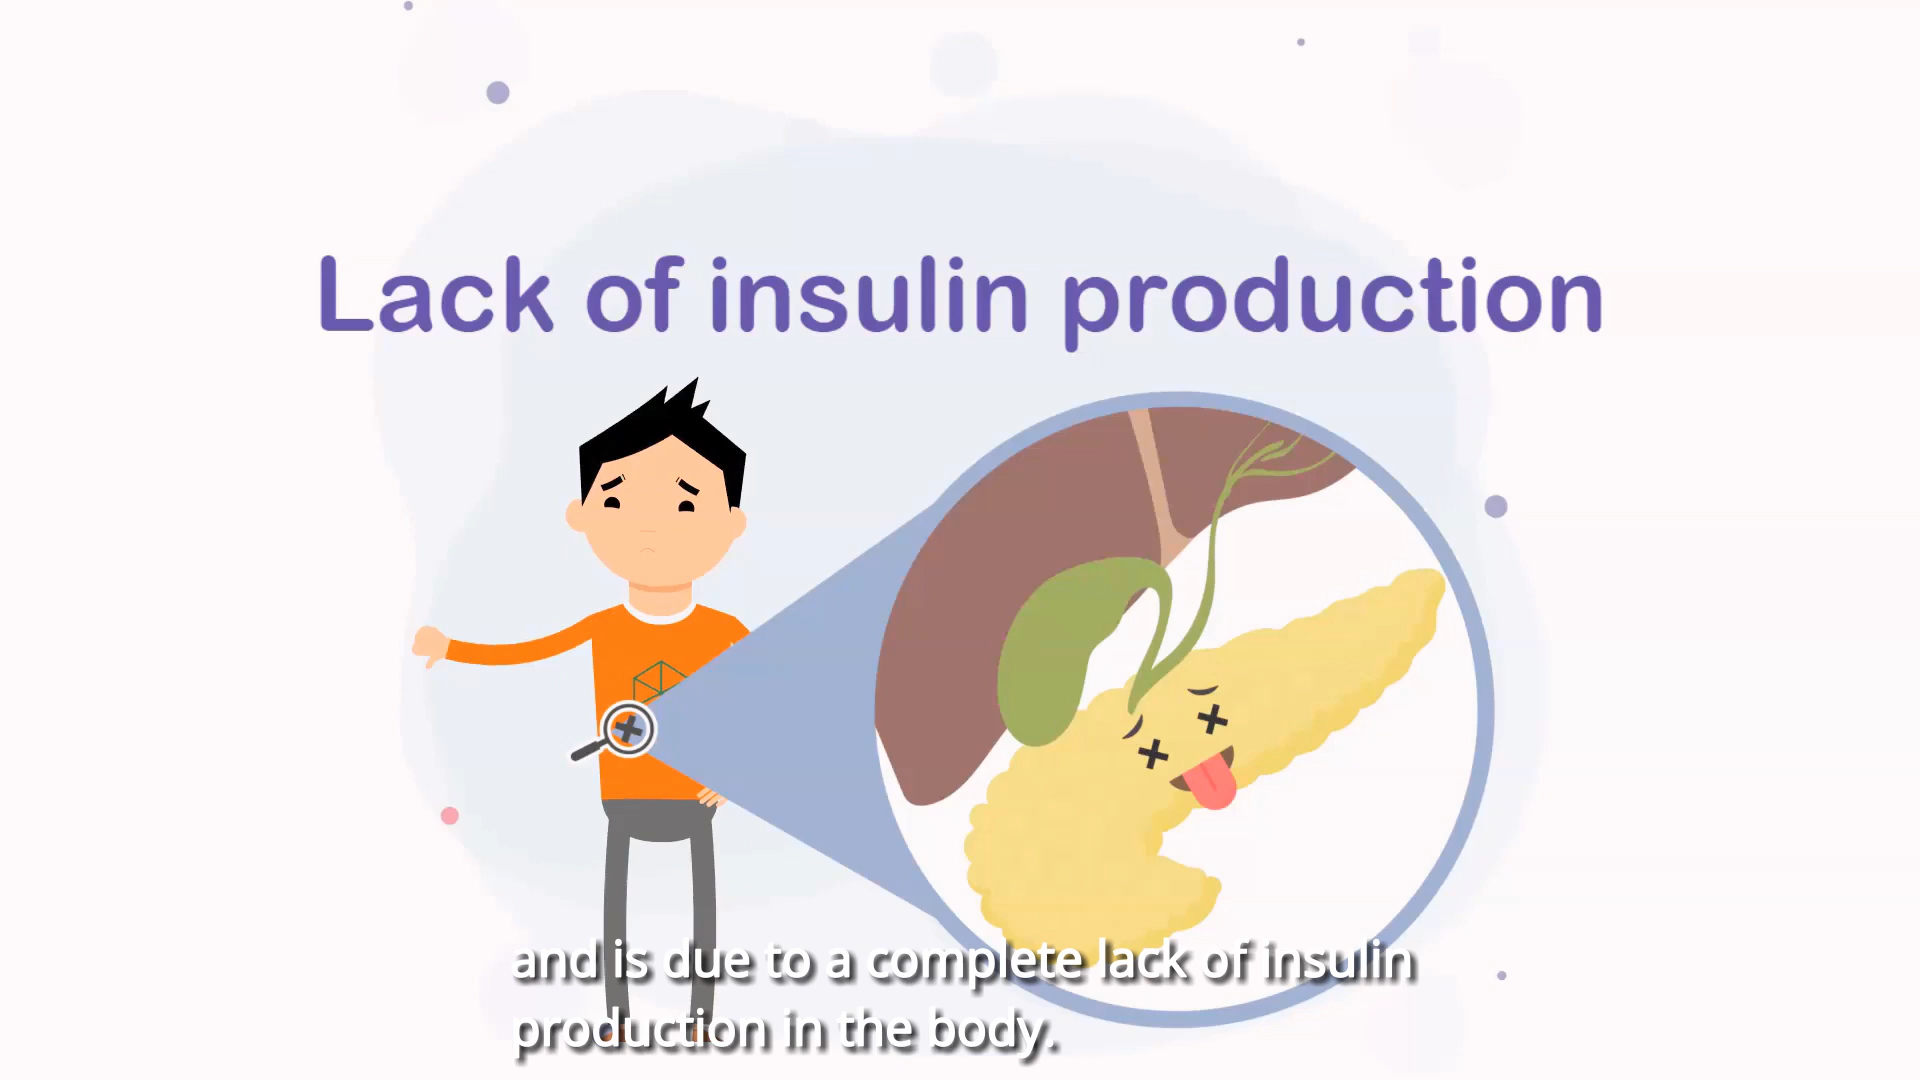 Lack of insulin production
and is due to a complete lack of insulin
production in the body.